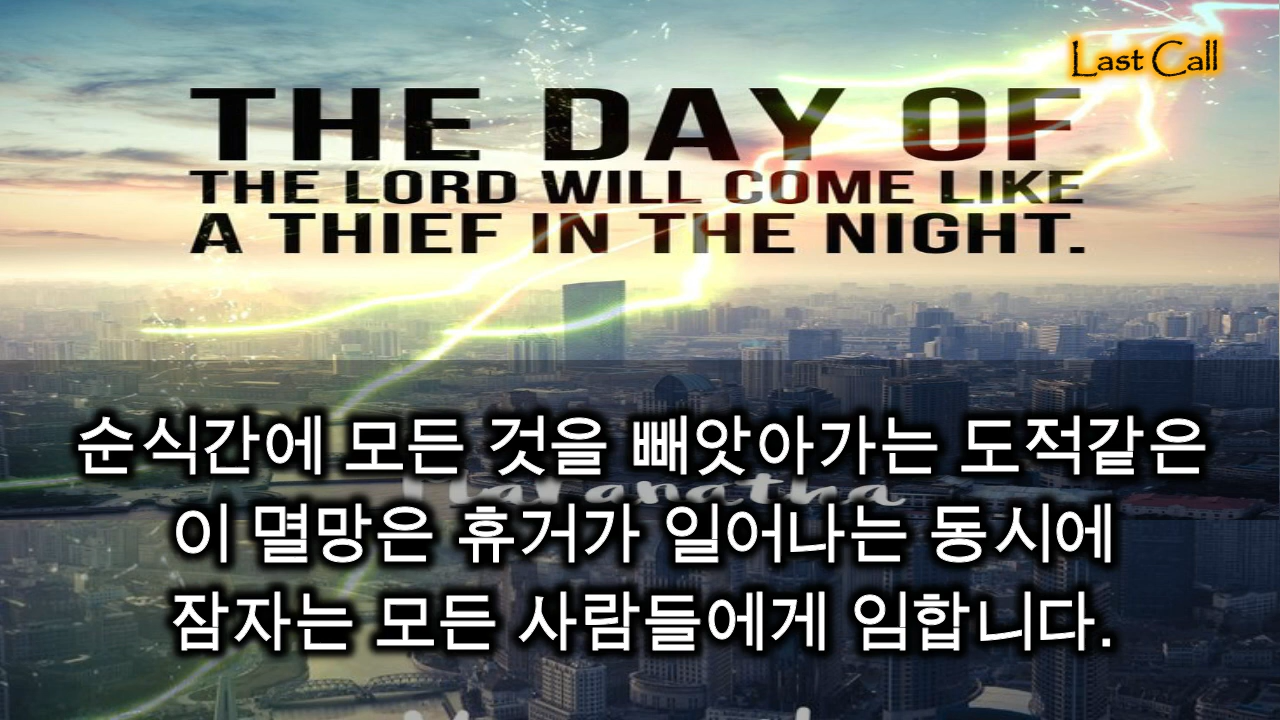 Last Call
THE DAY OF
THE LORD WILL COME LIKE
A THIEF IN THE NIGHT.
순식간에 모든 것을 빼앗아가는 도적같은
Maranatha
이 멸망은 휴거가 일어나는 동시에
잠자는 모든 사람들에게 임합니다.